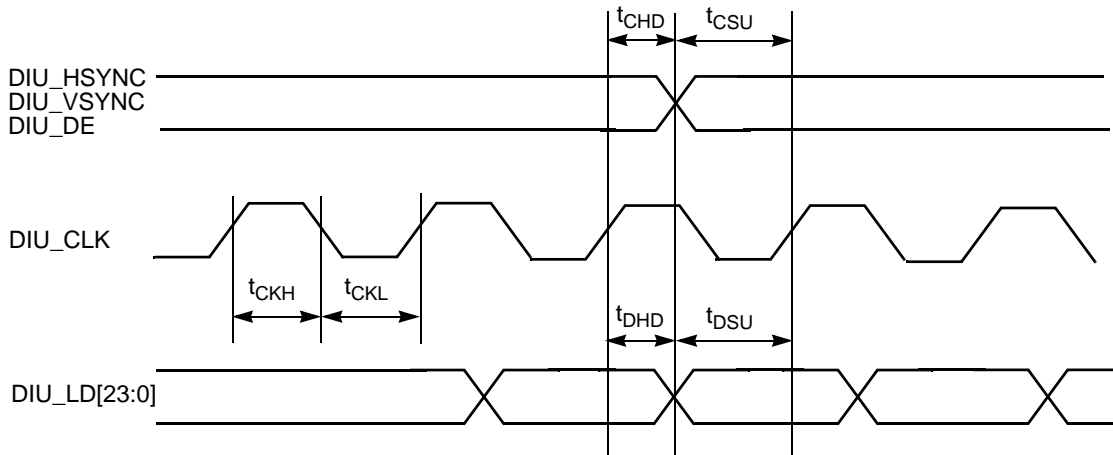 tCHD tCSU
DIU_HSYNC
DIU_VSYNC
DIU_DE
DIU_CLK
tCKH tCKL
tDHD tDSU
DIU_LD[23:0]